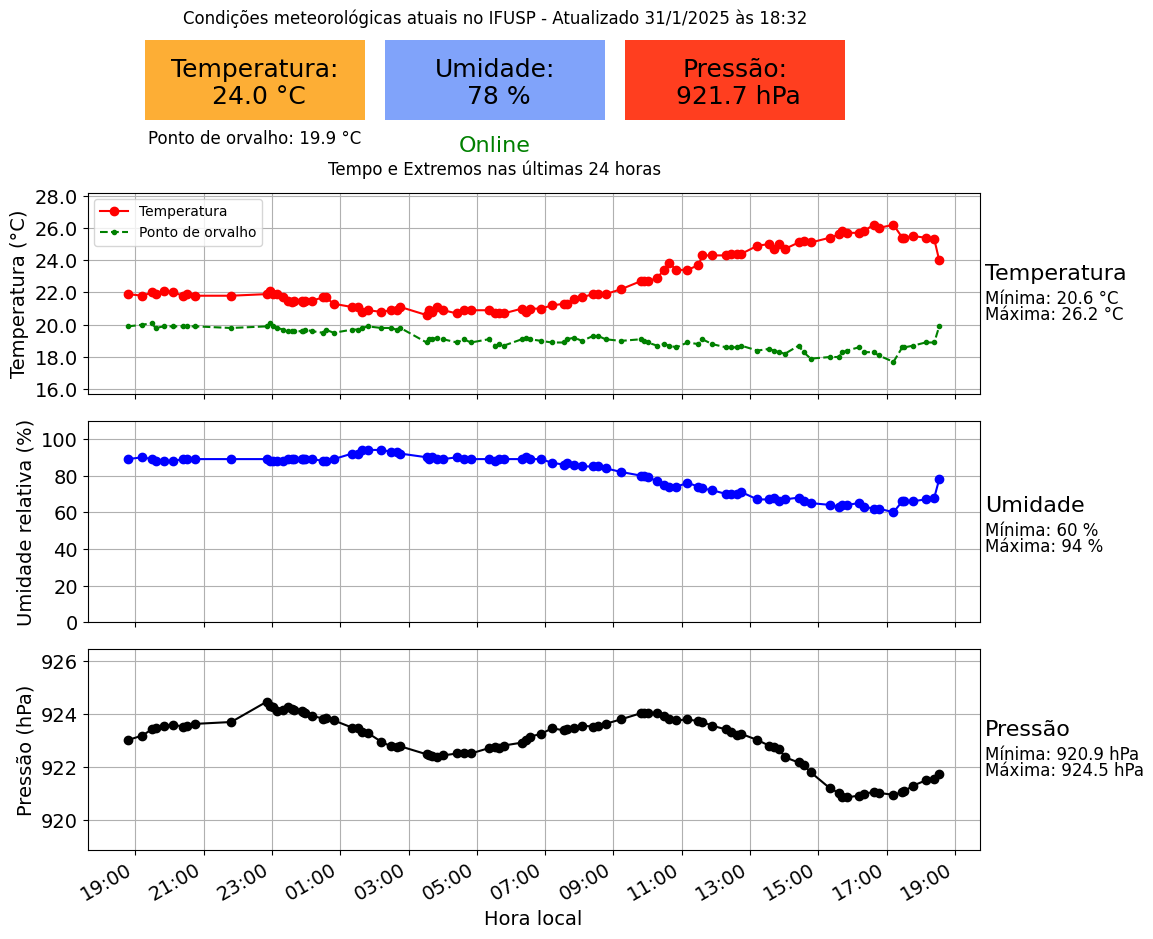 Condições meteorológicas atuais no IFUSP - Atualizado 31/1/2025 às 18:32
Temperatura:
24.0 °C
Umidade:
78 %
Pressão:
921.7 hPa
Ponto de orvalho: 19.9 °C
Online
Tempo e Extremos nas últimas 24 horas
Temperatura (°C)
28.0
26.0
24.0
22.0
20.0
18.0
16.0
Temperatura
Ponto de orvalho
Temperatura
Mínima: 20.6 °C
Máxima: 26.2 °C
Umidade relativa (%)
100
80
60
40
20
0
Umidade
Mínima: 60 %
Máxima: 94 %
Pressão (hPa)
926
924
922
920
Pressão
Mínima: 920.9 hPa
Máxima: 924.5 hPa
19:00
21:00
23:00
01:00
03:00
05:00
07:00
09:00
11:00
13:00
15:00
17:00
19:00
Hora local